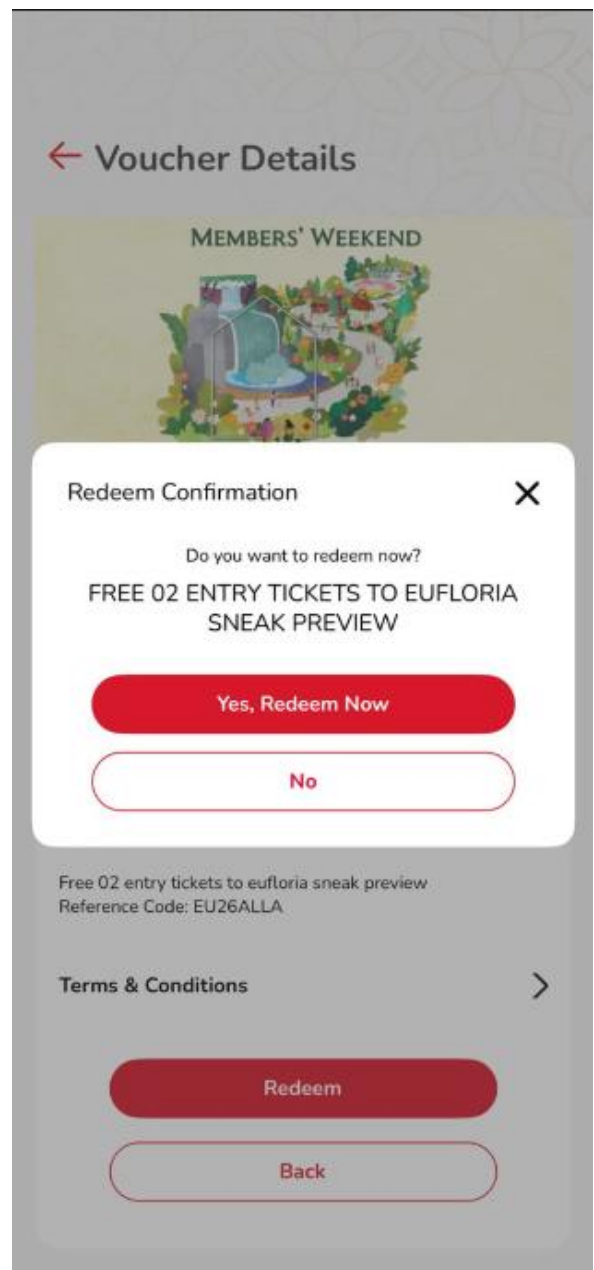 Voucher Details
MEMBERS' WEEKEND
Redeem Confirmation
Do you want to redeem now?
FREE 02 ENTRY TICKETS TO EUFLORIA
SNEAK PREVIEW
Yes, Redeem Now
No
Free 02 entry tickets to eufloria sneak preview
Reference Code: EU26ALLA
Terms & Conditions
Redeem
Back